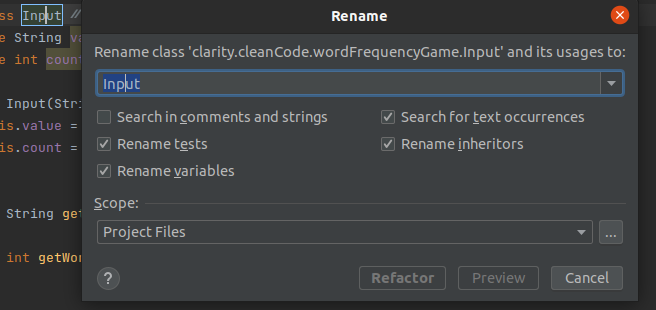 Rename
ss Input //
e String va
e int count
Input(Stri
is.value =
is.count =
String get
int getWor
Rename class 'clarity.cleanCode.wordFrequencyGame.Input' and its usages to:
Input
Search in comments and strings
Search for text occurrences
Rename tests
Rename inheritors
Rename variables
Scope:
Project Files
...
?
Refactor
Preview
Cancel